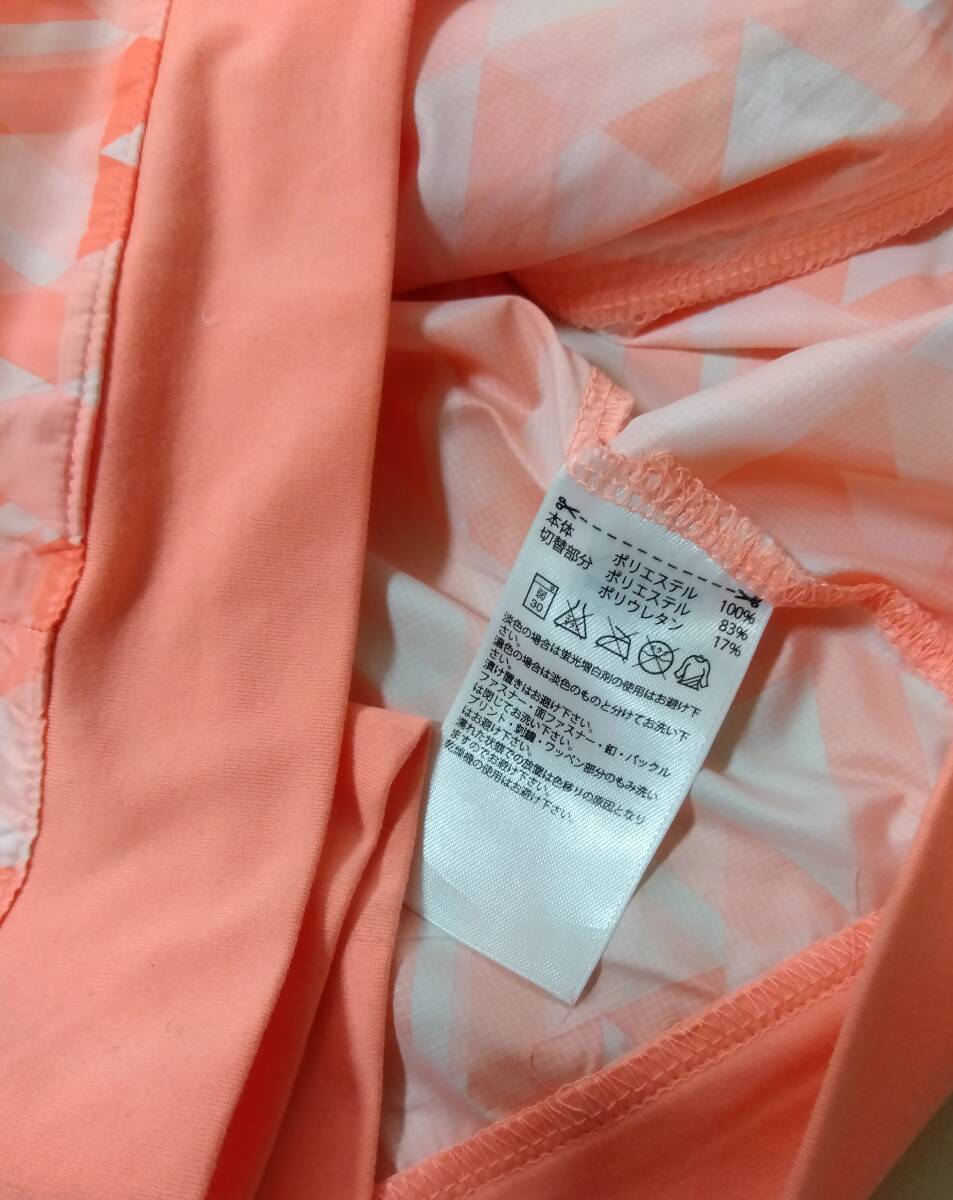 本体 ポリエステル 100%
切替部分 ポリエステル 83%
ポリウレタン 17%
弱 30
淡色の場合は蛍光増白剤の使用はお避け下
さい。
濃色の場合は淡色のものと分けてお洗い下
さい。
漬け置きはお避け下さい。
ファスナー・面ファスナー・釦・バックル
は閉じてお洗い下さい。
プリント・刺繍・ワッペン部分のもみ洗い
はお避け下さい。
濡れた状態での放置は色移りの原因となり
ますのでお避け下さい。
乾燥機の使用はお避け下さい。